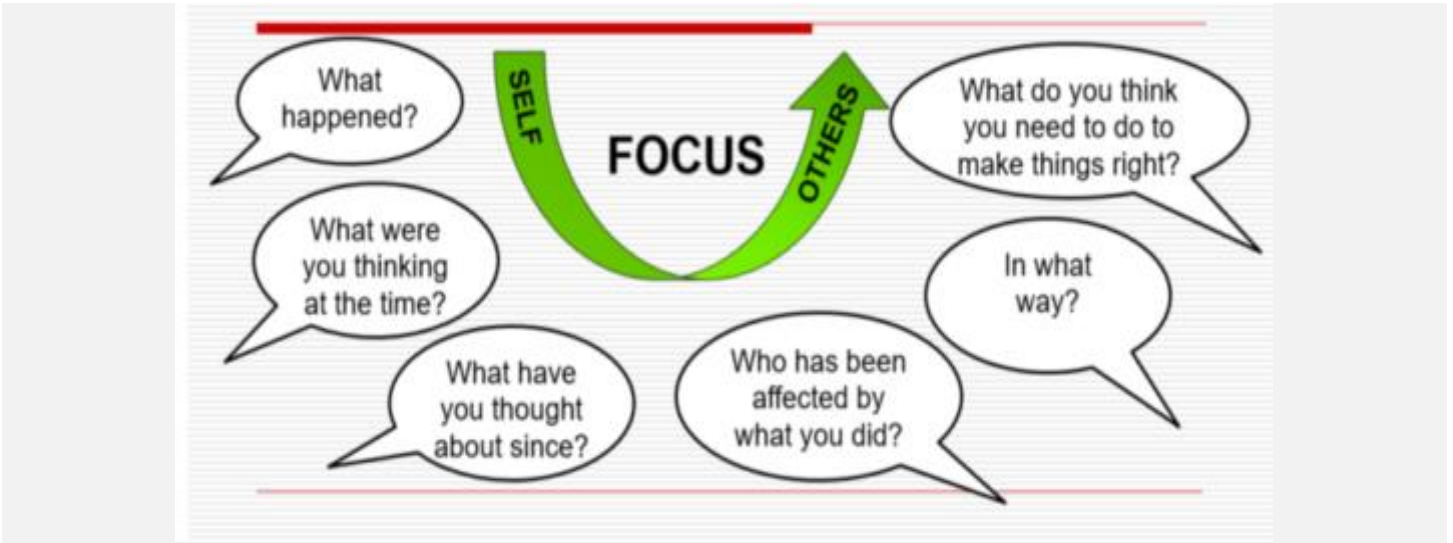 What
happened?
What were
you thinking
at the time?
What have
you thought
about since?
SELF
FOCUS
OTHERS
Who has been
affected by
what you did?
In what
way?
What do you think
you need to do to
make things right?